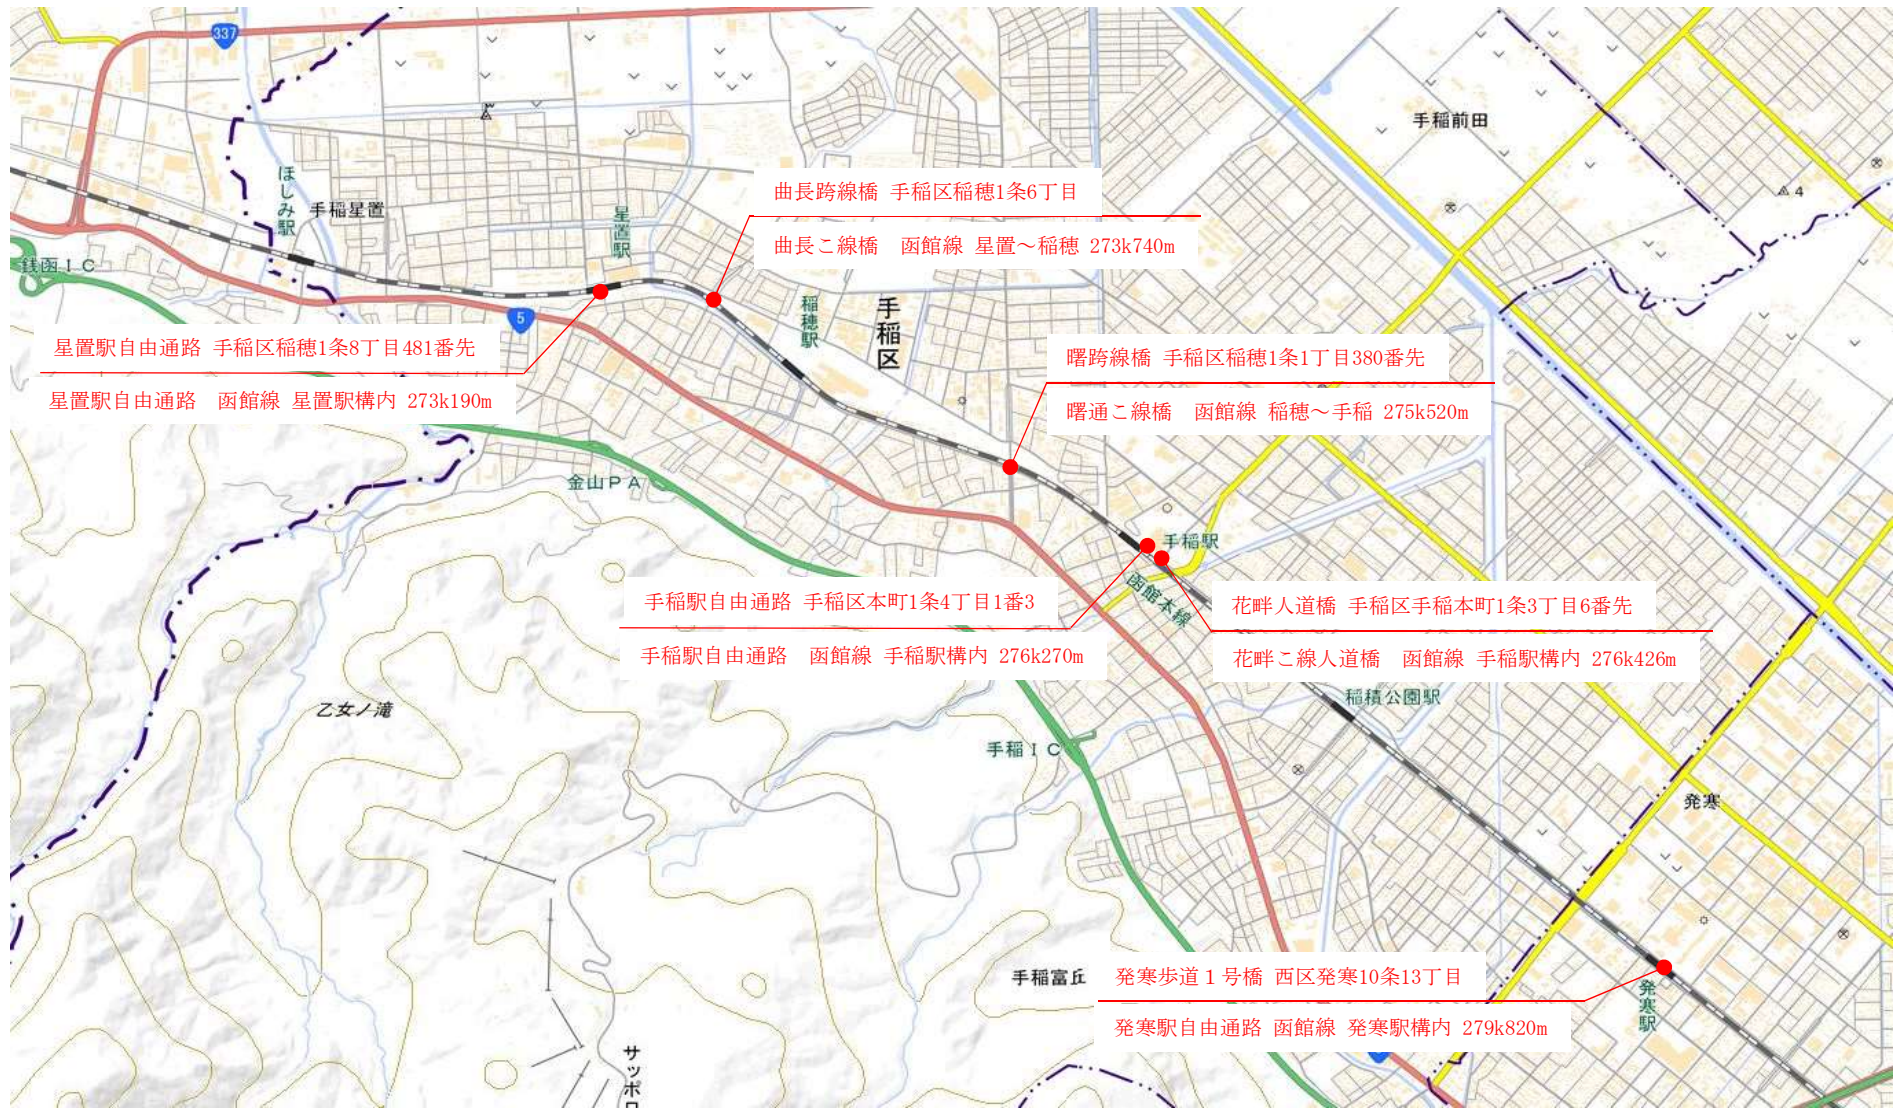 337
手稲前田
4
ほしみ駅
手稲星置
星置駅
曲長跨線橋 手稲区稲穂1条6丁目
曲長こ線橋　函館線 星置～稲穂 273k740m
銭函IC
5
稲穂駅
手稲区
星置駅自由通路 手稲区稲穂1条8丁目481番先
星置駅自由通路　函館線 星置駅構内 273k190m
曙跨線橋 手稲区稲穂1条1丁目380番先
曙通こ線橋　函館線 稲穂～手稲 275k520m
金山PA
手稲駅
函館本線
手稲駅自由通路 手稲区本町1条4丁目1番3
手稲駅自由通路　函館線 手稲駅構内 276k270m
花畔人道橋 手稲区手稲本町1条3丁目6番先
花畔こ線人道橋　函館線 手稲駅構内 276k426m
稲積公園駅
乙女ノ滝
手稲IC
発寒
手稲富丘
発寒歩道１号橋 西区発寒10条13丁目
発寒駅自由通路 函館線 発寒駅構内 279k820m
発寒駅
サッポロ